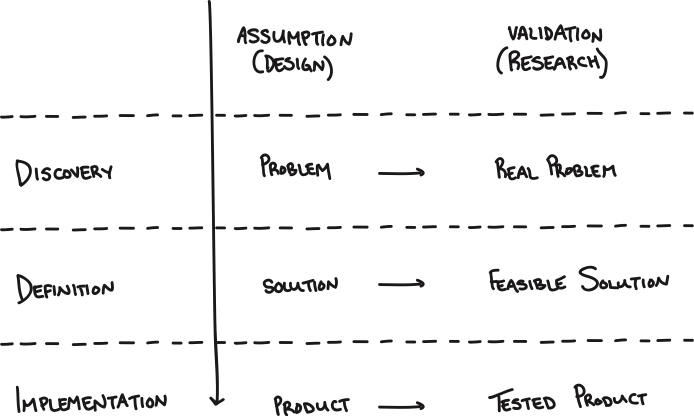 ASSUMPTION
(DESIGN)
VALIDATION
(RESEARCH)
DISCOVERY
PROBLEM
REAL PROBLEM
DEFINITION
SOLUTION
FEASIBLE SOLUTION
IMPLEMENTATION
PRODUCT
TESTED PRODUCT